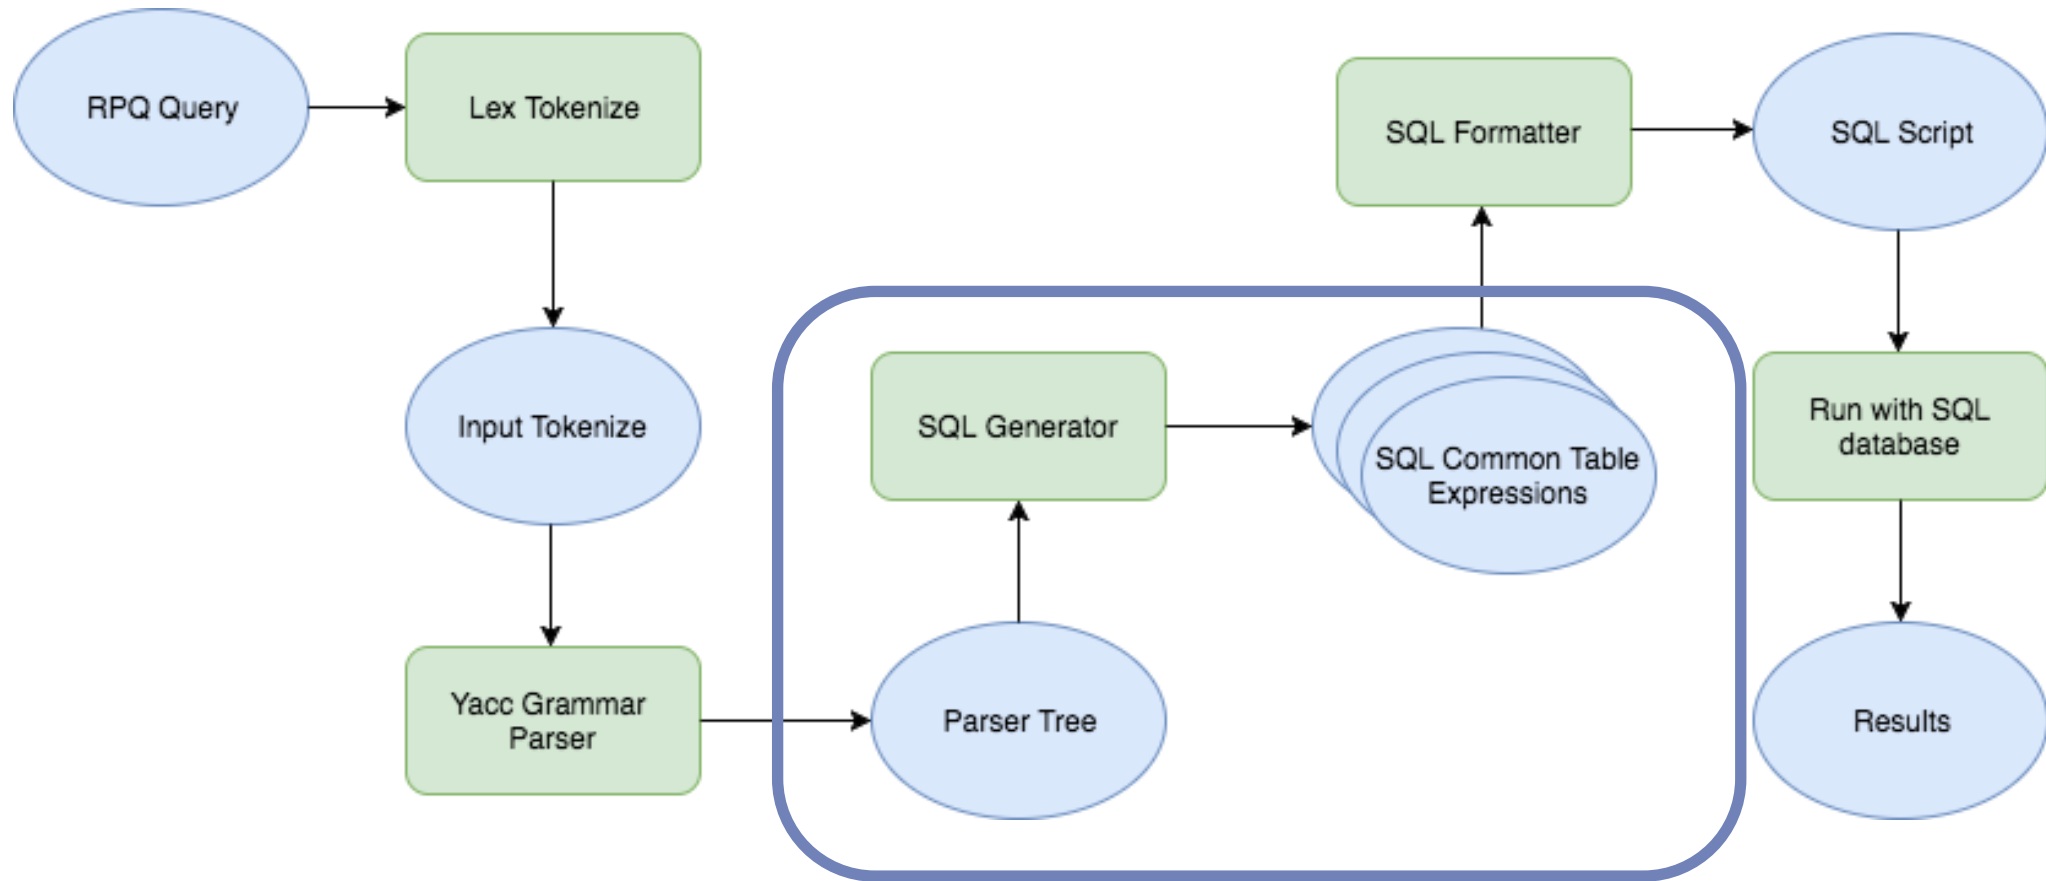 RPQ Query
Lex Tokenize
Input Tokenize
Yacc Grammar
Parser
Parser Tree
SQL Generator
SQL Common Table
Expressions
SQL Formatter
SQL Script
Run with SQL
database
Results